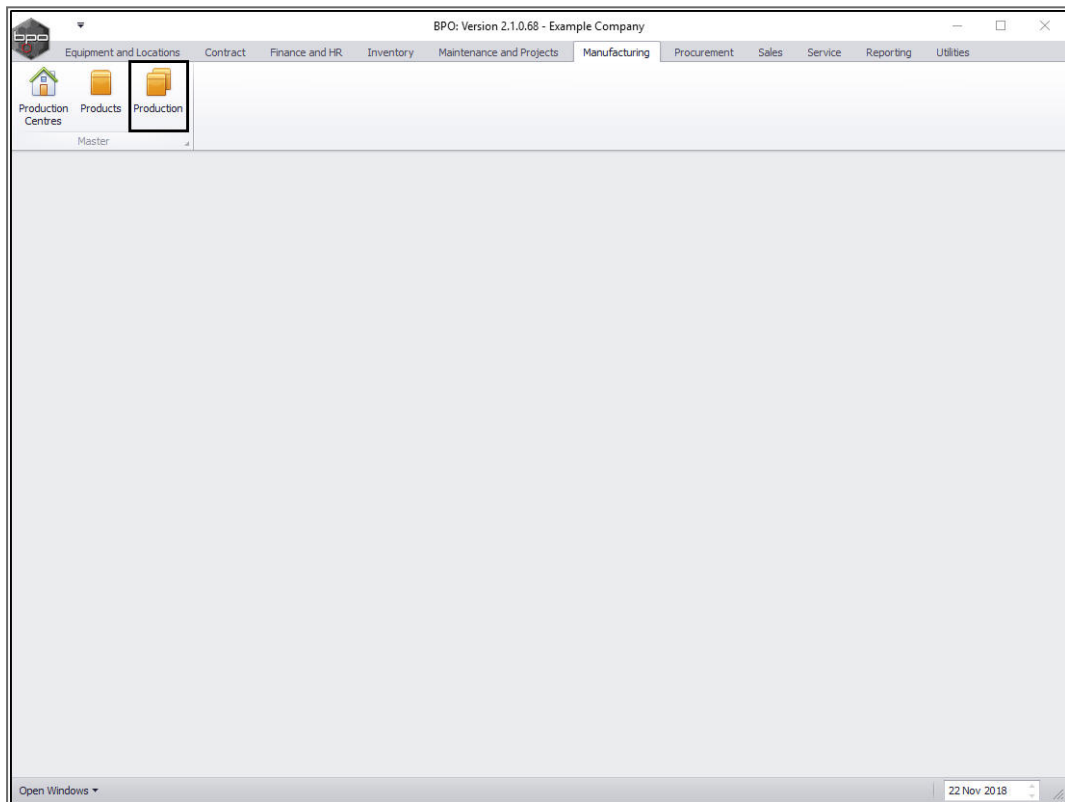 bpo
BPO: Version 2.1.0.68 - Example Company
Equipment and Locations Contract Finance and HR Inventory Maintenance and Projects Manufacturing Procurement Sales Service Reporting Utilities
Production Centres
Products
Production
Master
Open Windows
22 Nov 2018